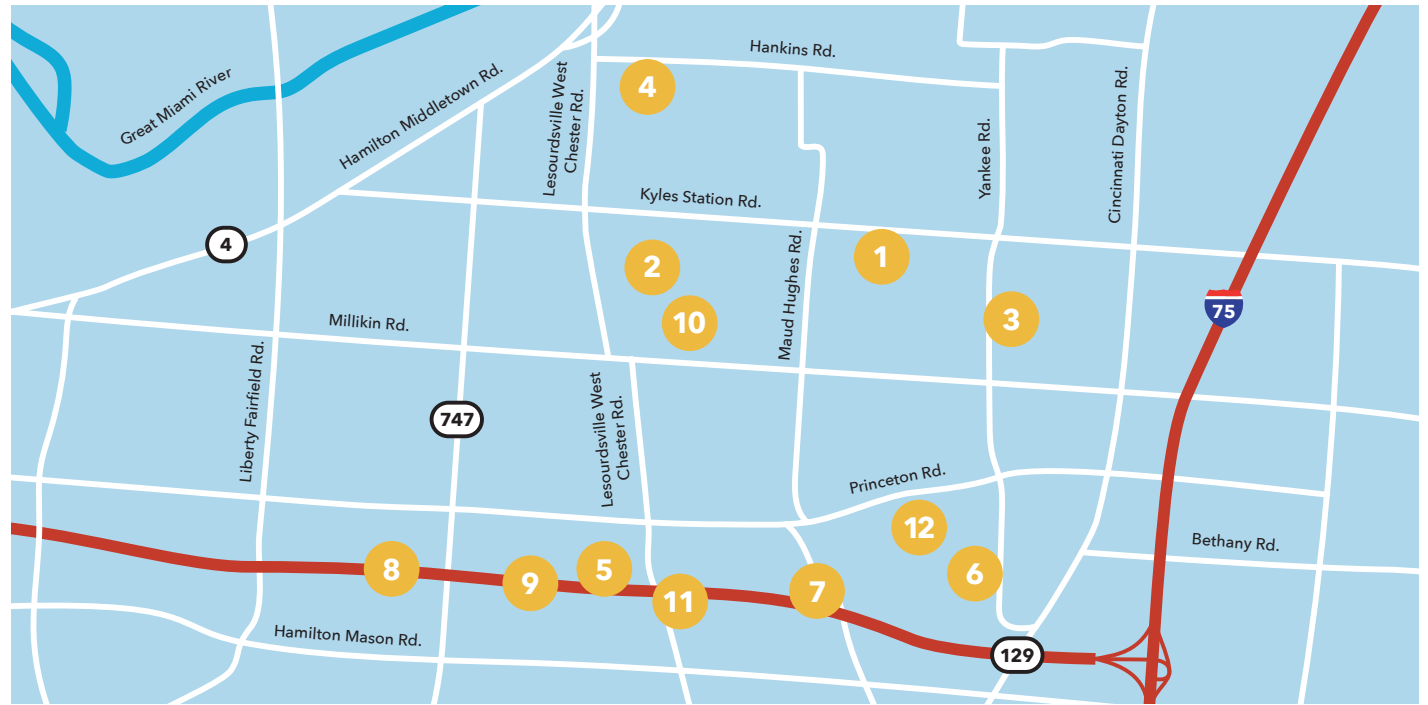 Hankins Rd.
Great Miami River
Hamilton Middletown Rd.
Lesourdsville West
Chester Rd.
4
Yankee Rd.
Cincinnati Dayton Rd.
Kyles Station Rd.
4
2
1
Maud Hughes Rd.
10
3
75
Millikin Rd.
Liberty Fairfield Rd.
747
Lesourdsville West
Chester Rd.
Princeton Rd.
12
Bethany Rd.
8
9
5
6
11
7
Hamilton Mason Rd.
129